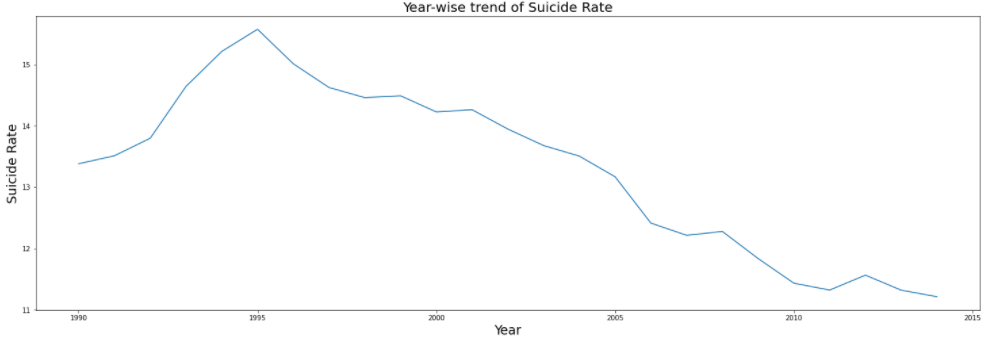 Year-wise trend of Suicide Rate
Suicide Rate
15
14
13
12
11
1990 1995 2000 2005 2010 2015
Year